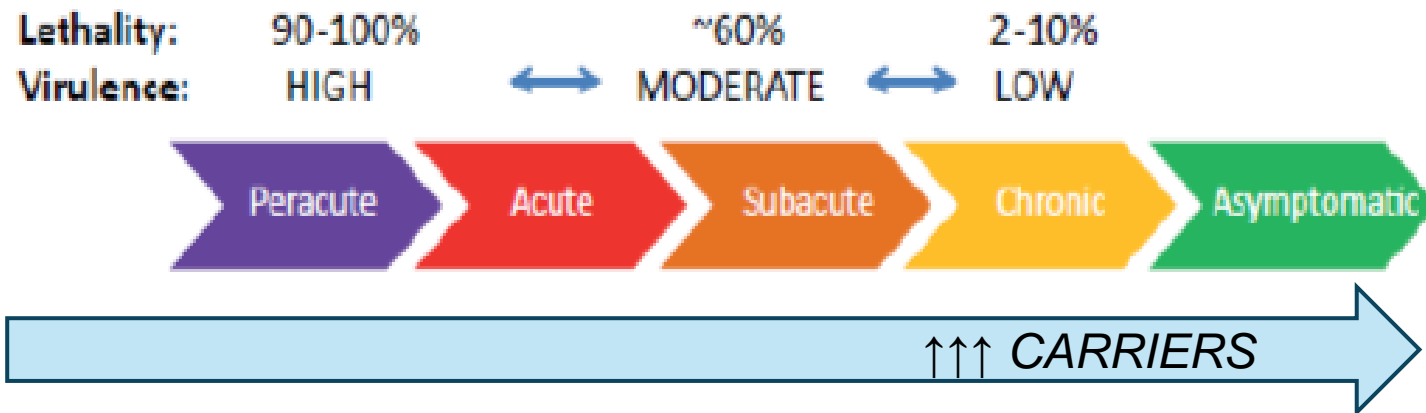 Lethality: 90-100% ~60% 2-10%
Virulence: HIGH MODERATE LOW
Peracute Acute Subacute Chronic Asymptomatic
↑↑↑ CARRIERS